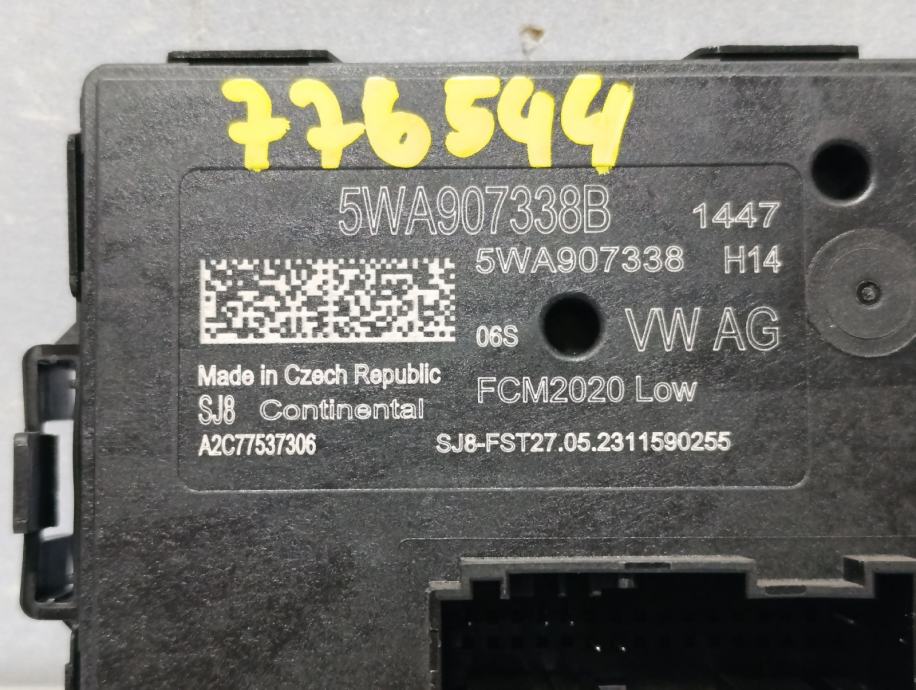 776544
5WA907338B 1447
5WA907338 H14
06S VW AG
Made in Czech Republic
FCM2020 Low
SJ8 Continental
A2C77537306 SJ8-FST27.05.2311590255